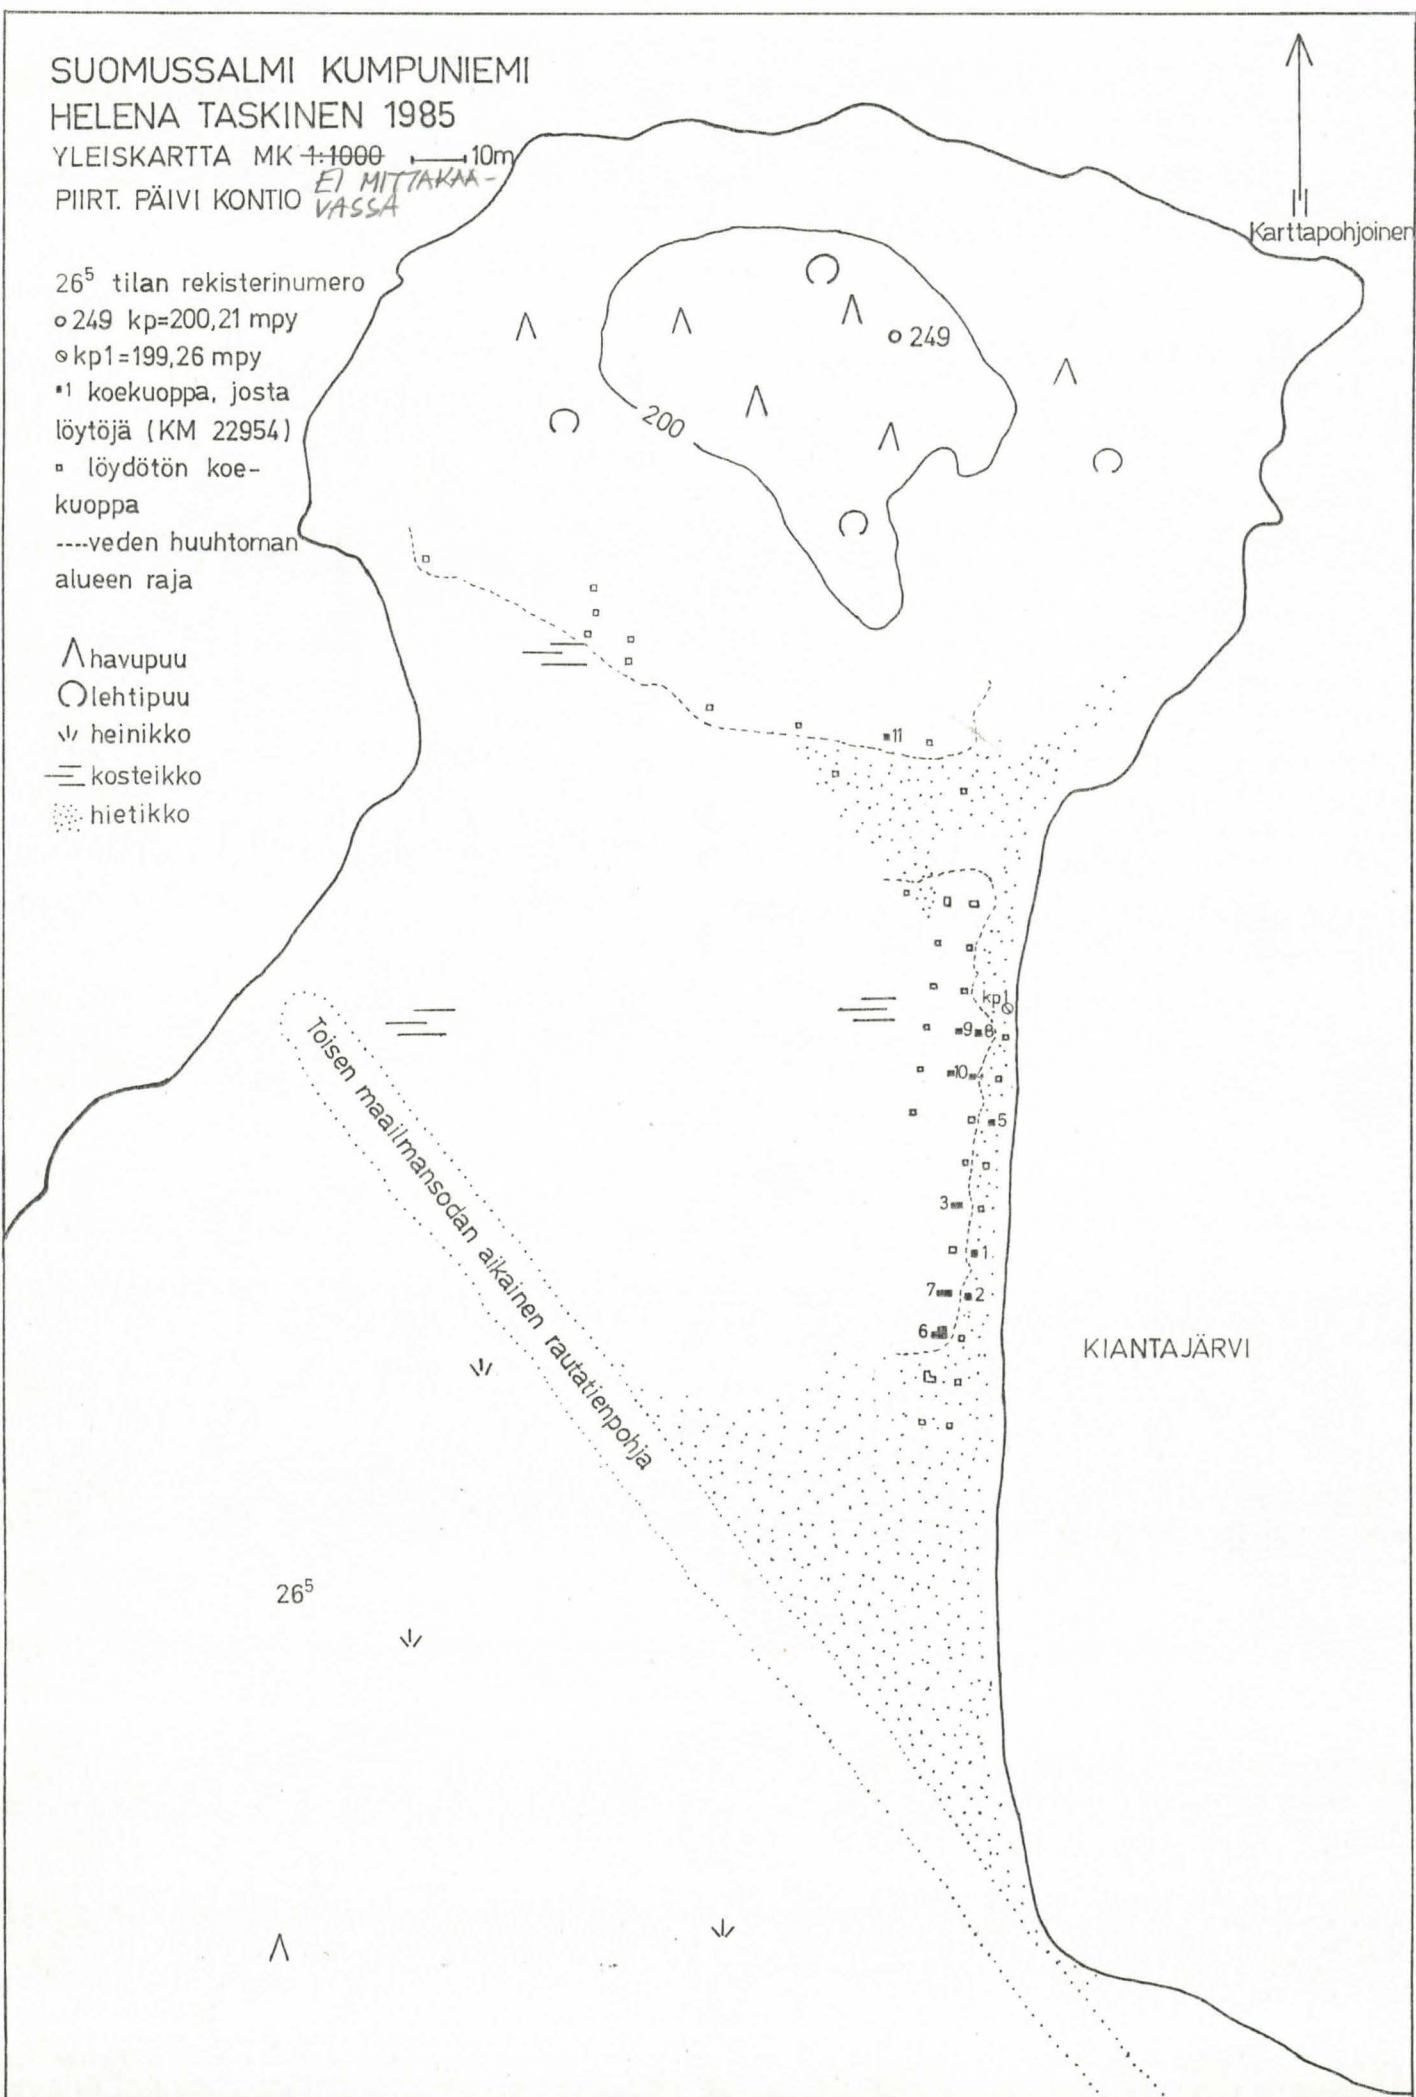 SUOMUSSALMI KUMPUNIEMI
HELENA TASKINEN 1985
YLEISKARTTA MK 1:1000 10m
EI MITTAKAA-
VASSA
PIIRT. PÄIVI KONTIO
Karttapohjoinen
26⁵ tilan rekisterinumero
249 kp=200,21 mpy
kp1=199,26 mpy
1 koekuoppa, josta
löytöjä (KM 22954)
löydötön koe-
kuoppa
----veden huuhtoman
alueen raja
havupuu
lehtipuu
heinikko
kosteikko
hietikko
249
200
11
kp1
9 8
10
5
3
1
7 2
6
Toisen maailmansodan aikainen rautatienpohja
KIANTAJÄRVI
26⁵